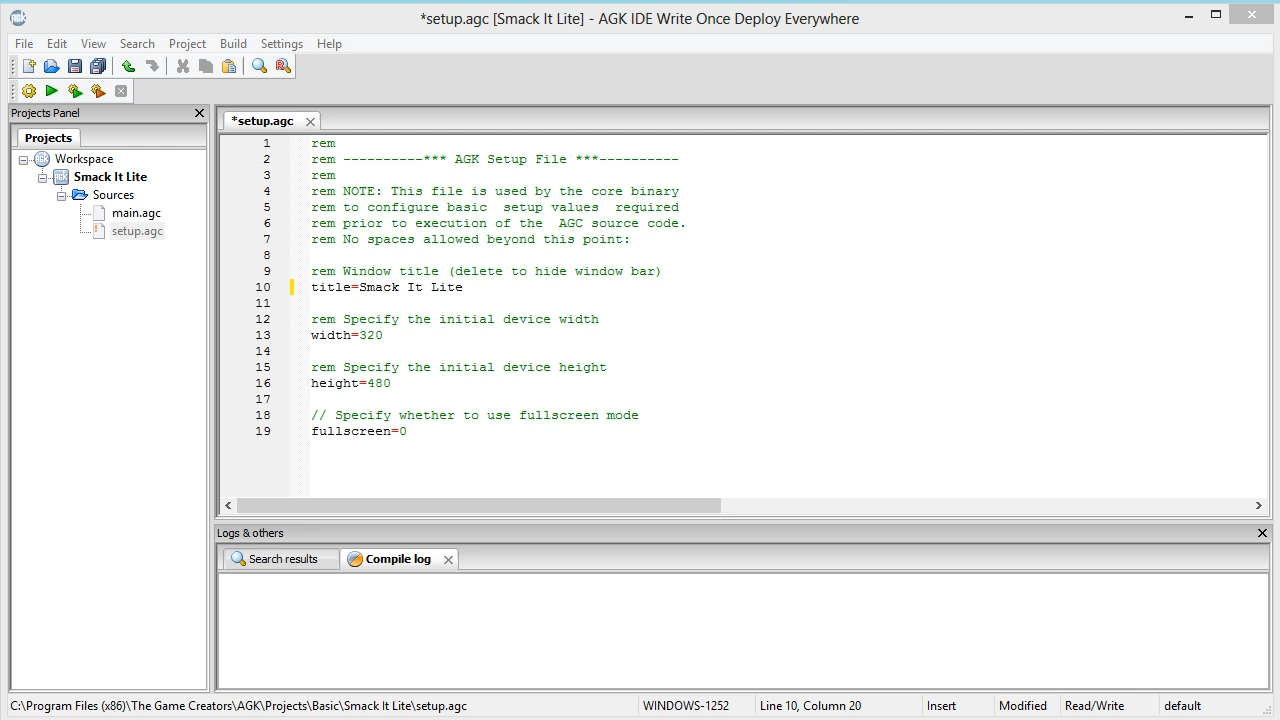 *setup.agc [Smack It Lite] - AGK IDE Write Once Deploy Everywhere
File Edit View Search Project Build Settings Help
Projects Panel
Projects
Workspace
Smack It Lite
Sources
main.agc
setup.agc
*setup.agc
1 rem
2 rem ----------*** AGK Setup File ***----------
3 rem
4 rem NOTE: This file is used by the core binary
5 rem to configure basic  setup values  required
6 rem prior to execution of the  AGC source code.
7 rem No spaces allowed beyond this point:
8
9 rem Window title (delete to hide window bar)
10 title=Smack It Lite
11
12 rem Specify the initial device width
13 width=320
14
15 rem Specify the initial device height
16 height=480
17
18 // Specify whether to use fullscreen mode
19 fullscreen=0
Logs & others
Search results Compile log
C:\Program Files (x86)\The Game Creators\AGK\Projects\Basic\Smack It Lite\setup.agc WINDOWS-1252 Line 10, Column 20 Insert Modified Read/Write default